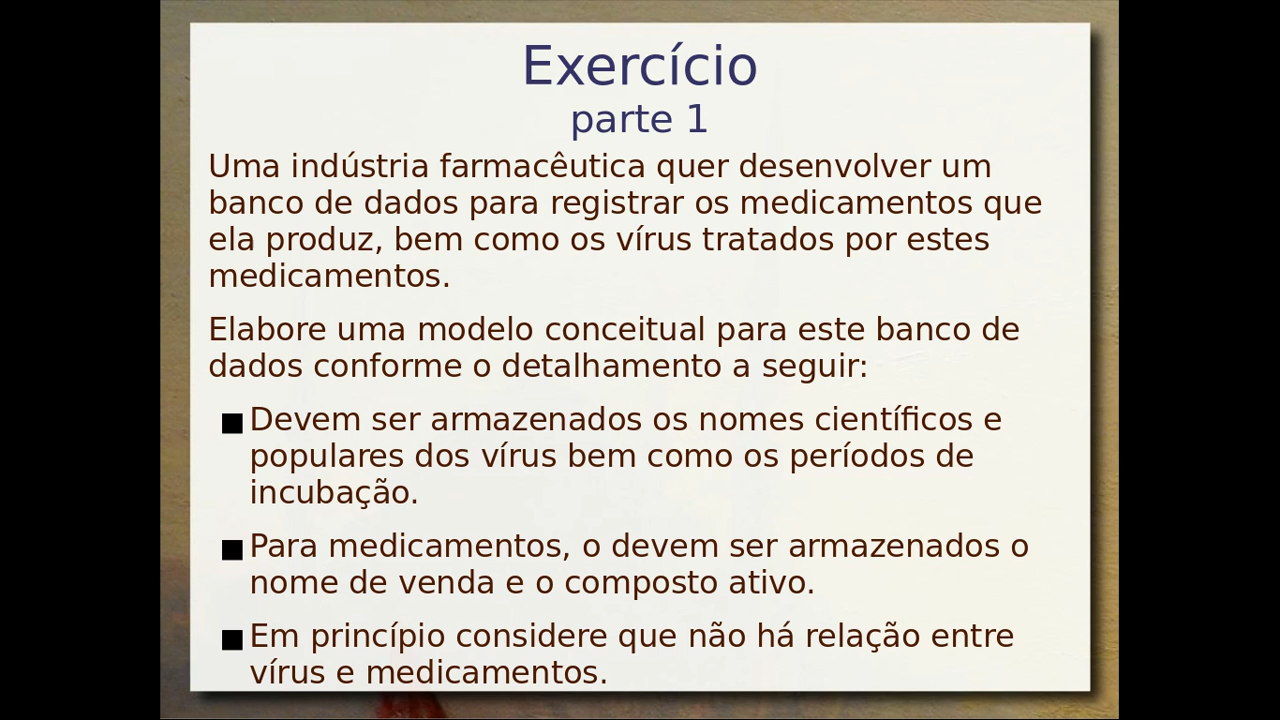 Exercício
parte 1
Uma indústria farmacêutica quer desenvolver um
banco de dados para registrar os medicamentos que
ela produz, bem como os vírus tratados por estes
medicamentos.
Elabore uma modelo conceitual para este banco de
dados conforme o detalhamento a seguir:
■ Devem ser armazenados os nomes científicos e
populares dos vírus bem como os períodos de
incubação.
■ Para medicamentos, o devem ser armazenados o
nome de venda e o composto ativo.
■ Em princípio considere que não há relação entre
vírus e medicamentos.